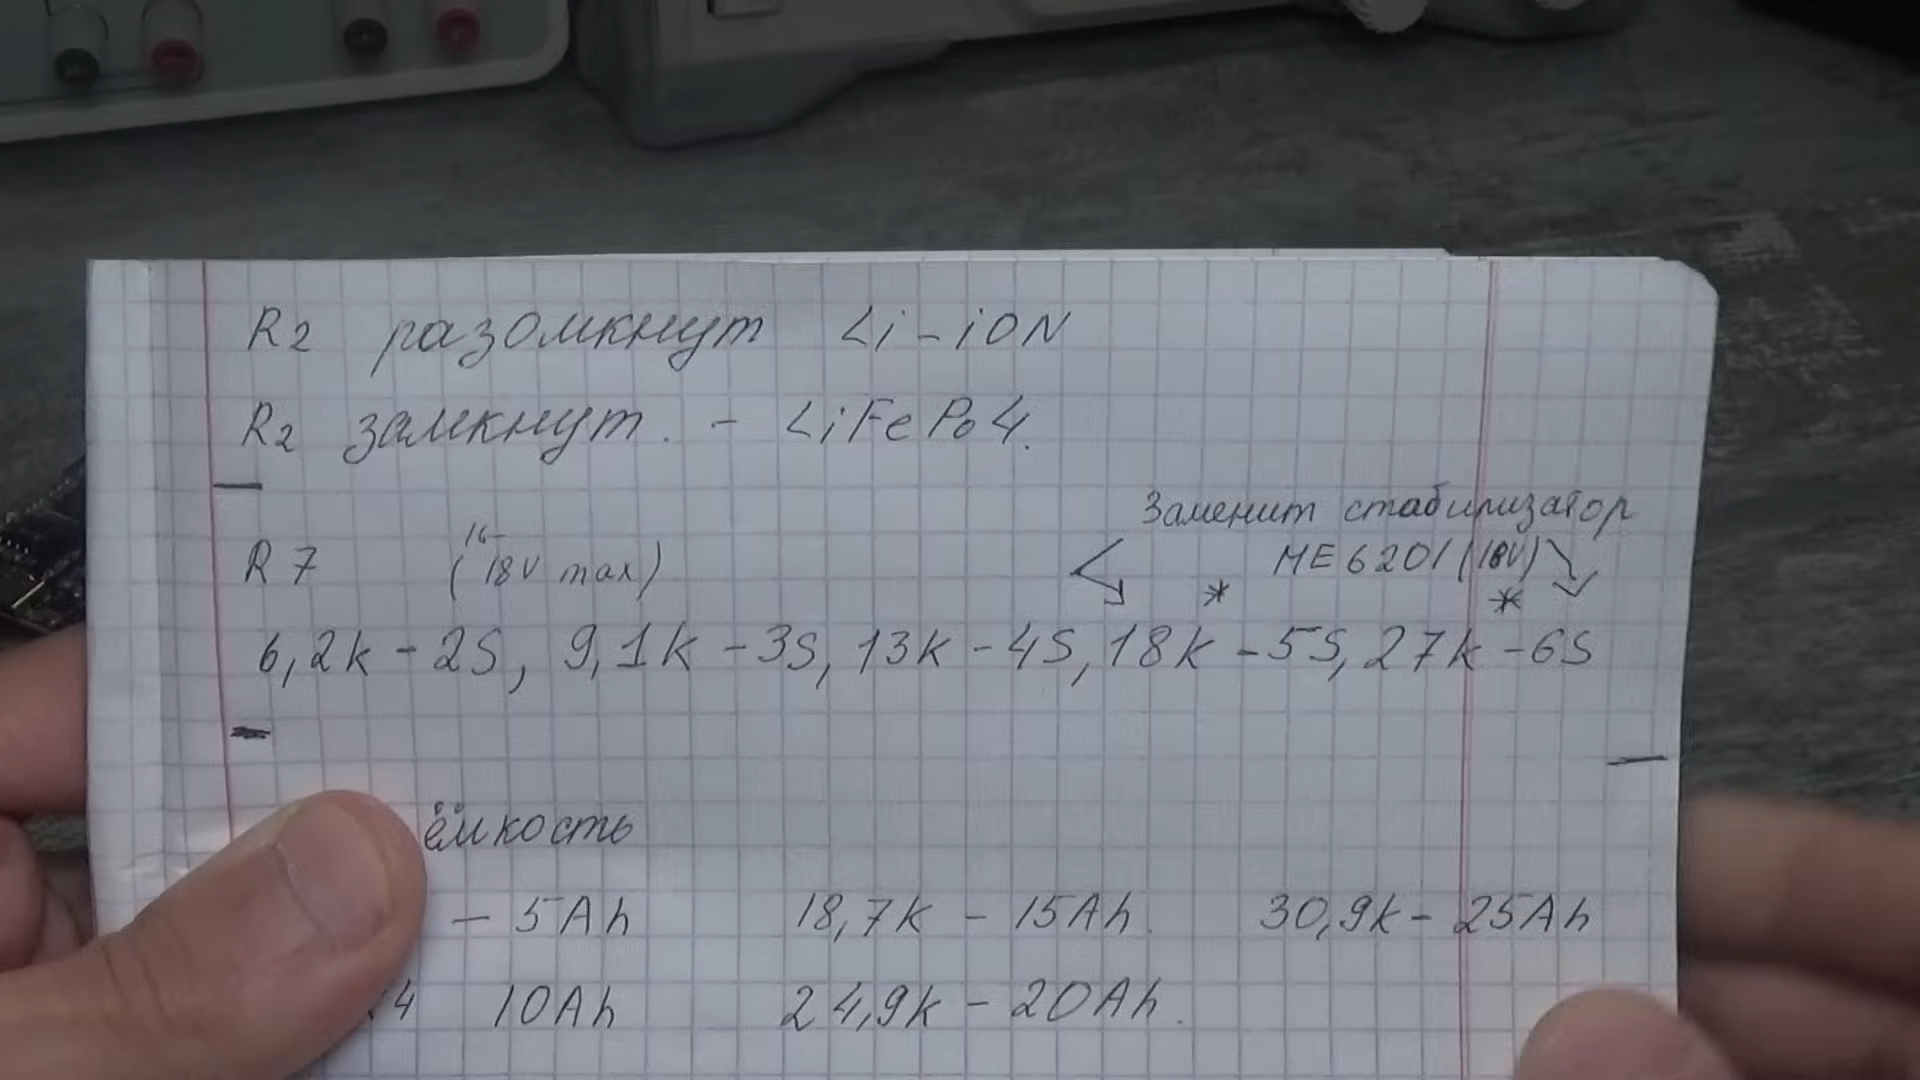 R2 разомкнут Li-iON
R2 замкнут. - LiFePo4.
Заменит стабилизатор
ME6201(18V)
R7 (18V max)
16-
* *
6,2k - 2S, 9,1k - 3S, 13k - 4S, 18k - 5S, 27k - 6S
ёмкость
- 5Ah 18,7k - 15Ah. 30,9k - 25Ah
4 10Ah 24,9k - 20Ah.